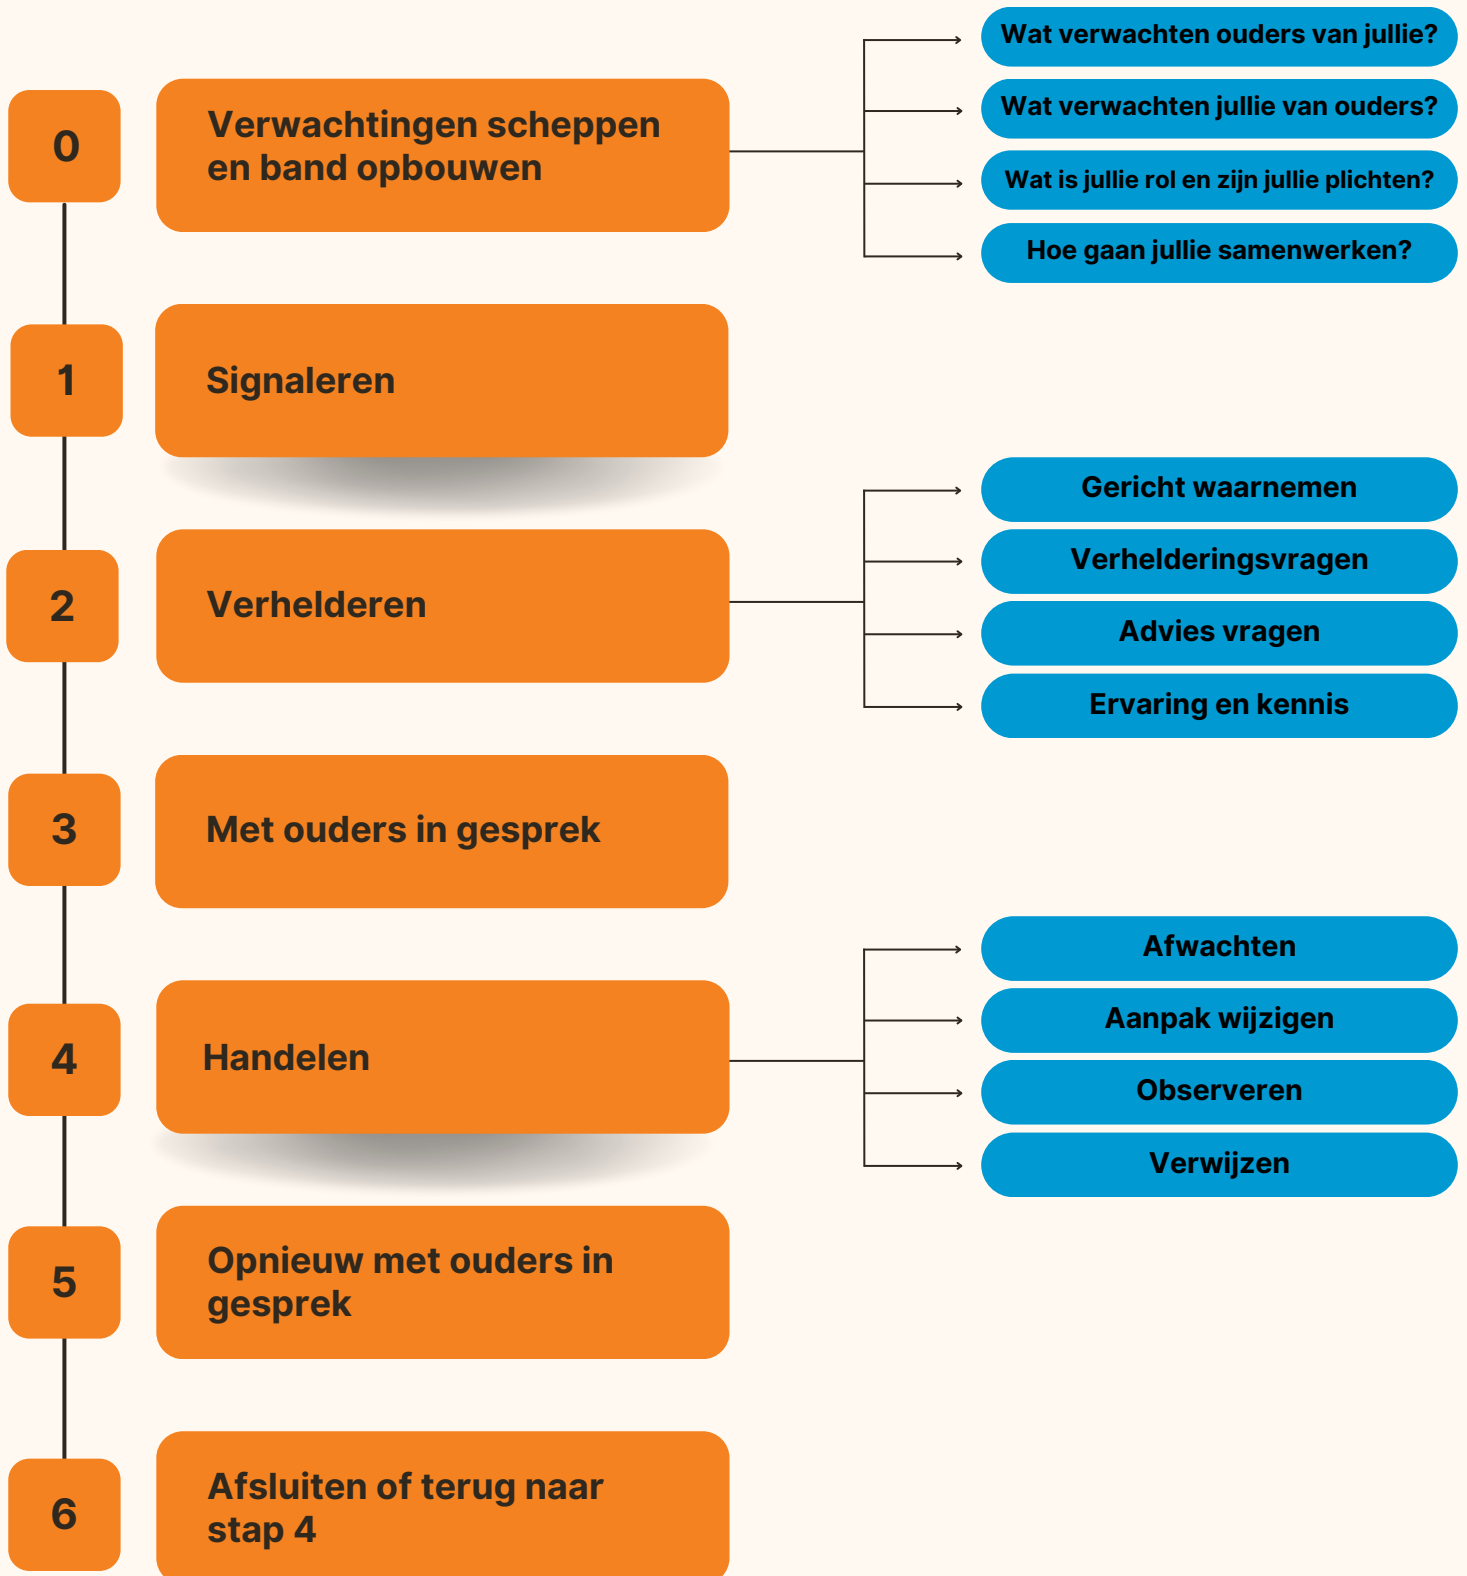 0
Verwachtingen scheppen
en band opbouwen
Wat verwachten ouders van jullie?
Wat verwachten jullie van ouders?
Wat is jullie rol en zijn jullie plichten?
Hoe gaan jullie samenwerken?
1
Signaleren
2
Verhelderen
Gericht waarnemen
Verhelderingsvragen
Advies vragen
Ervaring en kennis
3
Met ouders in gesprek
4
Handelen
Afwachten
Aanpak wijzigen
Observeren
Verwijzen
5
Opnieuw met ouders in
gesprek
6
Afsluiten of terug naar
stap 4